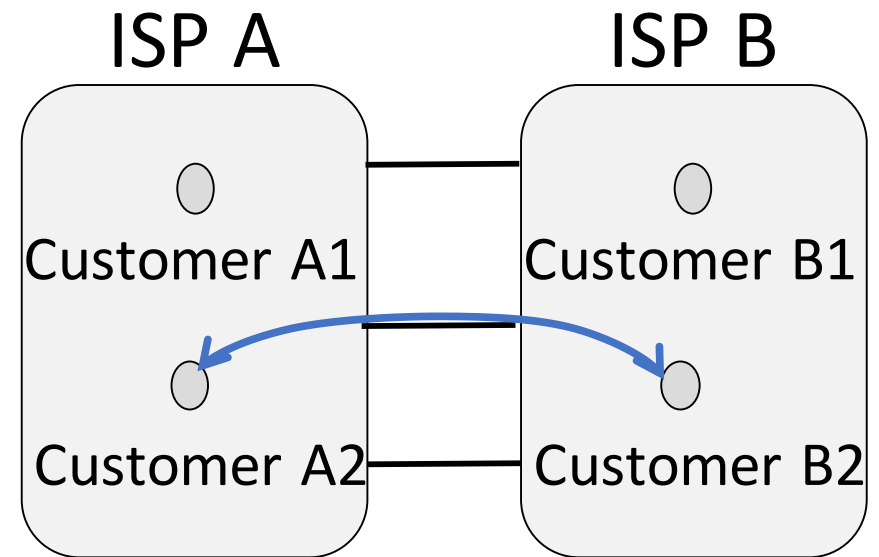 ISP A
ISP B
Customer A1
Customer B1
Customer A2
Customer B2